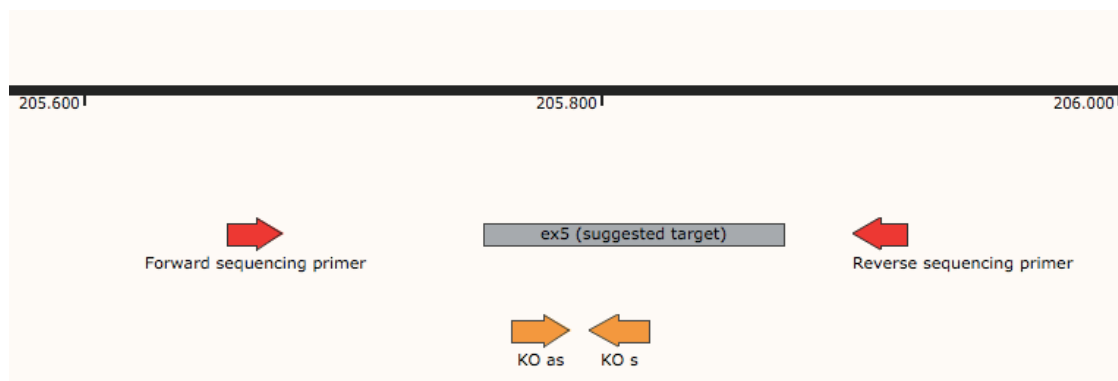 205.600 205.800 206.000
ex5 (suggested target)
Forward sequencing primer Reverse sequencing primer
KO as KO s